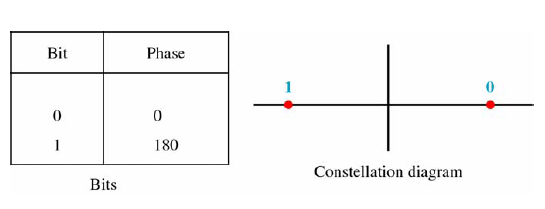 Bit Phase
0 0
1 180
Bits
1 0
Constellation diagram